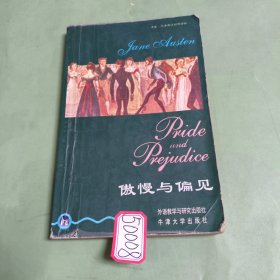 Jane Austen
Pride
and
Prejudice
傲慢与偏见
外语教学与研究出版社
牛津大学出版社
50008